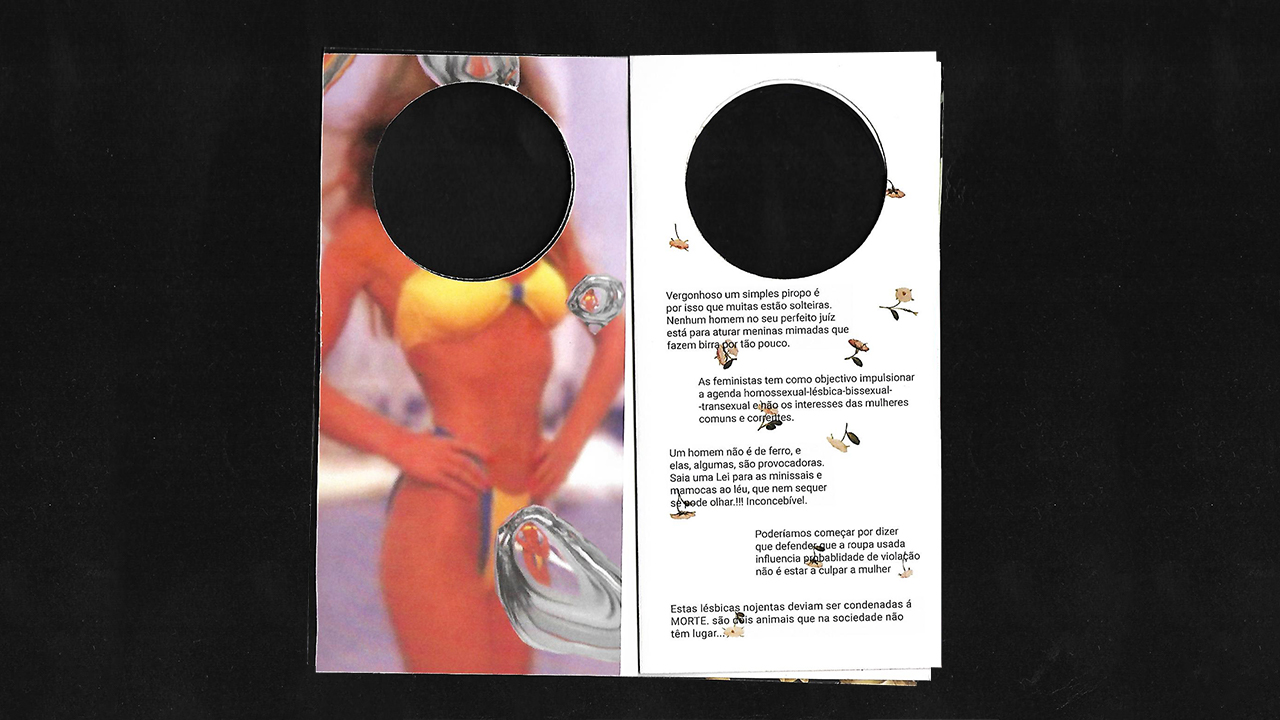 Vergonhoso um simples piropo é
por isso que muitas estão solteiras.
Nenhum homem no seu perfeito juíz
está para aturar meninas mimadas que
fazem birra por tão pouco.
As feministas tem como objectivo impulsionar
a agenda homossexual-lésbica-bissexual-
-transexual e não os interesses das mulheres
comuns e correntes.
Um homem não é de ferro, e
elas, algumas, são provocadoras.
Saia uma Lei para as minissais e
mamocas ao léu, que nem sequer
se pode olhar.!!! Inconcebível.
Poderíamos começar por dizer
que defender que a roupa usada
influencia probablidade de violação
não é estar a culpar a mulher
Estas lésbicas nojentas deviam ser condenadas á
MORTE. são dois animais que na sociedade não
têm lugar...